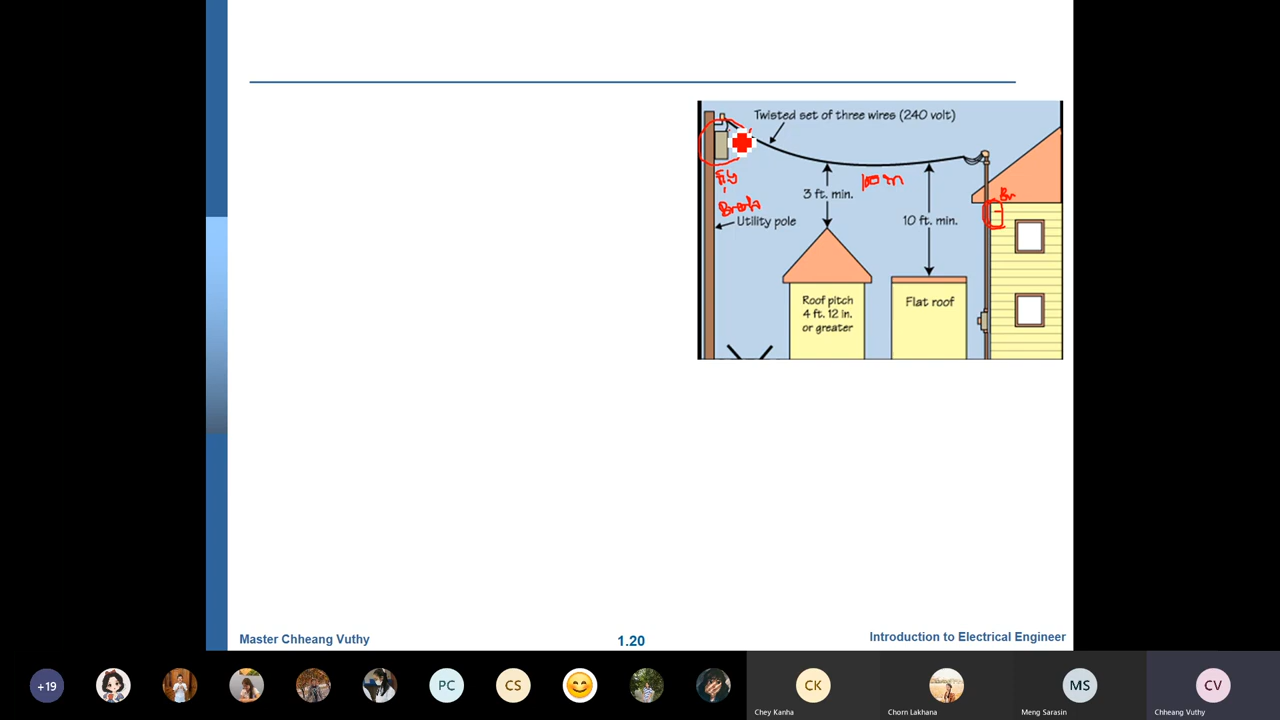 Twisted set of three wires (240 volt)
100 m
3 ft. min.
10 ft. min.
Utility pole
Roof pitch
4 ft. 12 in.
or greater
Flat roof
Master Chheang Vuthy
1.20
Introduction to Electrical Engineer
+19
PC
CS
CK
MS
CV
Chey Kanha
Chorn Lakhana
Meng Sarasin
Chheang Vuthy